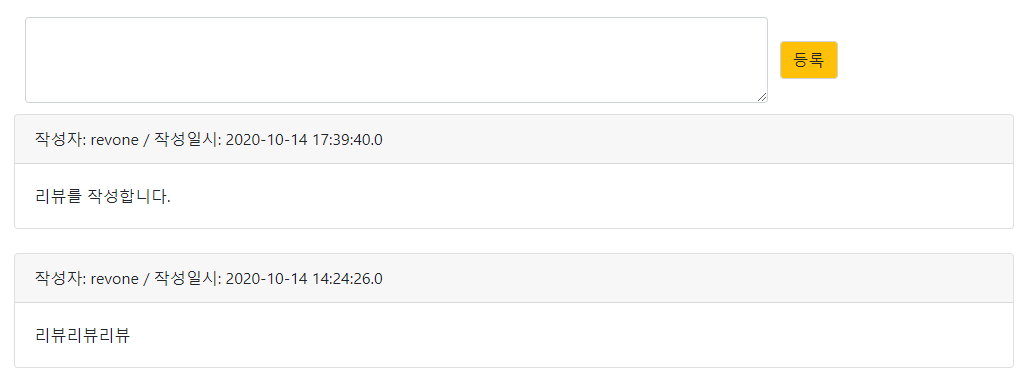 등록
작성자: revone / 작성일시: 2020-10-14 17:39:40.0
리뷰를 작성합니다.
작성자: revone / 작성일시: 2020-10-14 14:24:26.0
리뷰리뷰리뷰